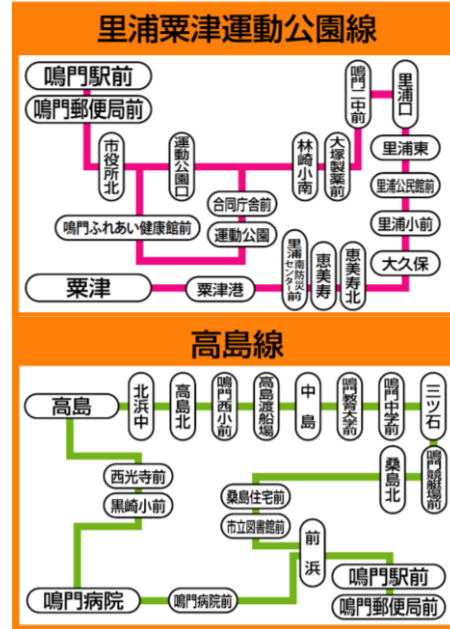 里浦粟津運動公園線
鳴門駅前
鳴門郵便局前
市役所北
運動公園口
林崎小南
大塚製薬前
鳴門二中前
里浦口
里浦東
里浦公民館前
里浦小前
大久保
合同庁舎前
運動公園
鳴門ふれあい健康館前
粟津
粟津港
里浦南防災センター前
恵美寿
恵美寿北
高島線
高島
北浜中
高島北
鳴門西小前
高島渡船場
中島
鳴門教育大学前
鳴門中学前
三ツ石
鳴門競艇場前
桑島北
西光寺前
黒崎小前
桑島住宅前
市立図書館前
前浜
鳴門駅前
鳴門郵便局前
鳴門病院
鳴門病院前